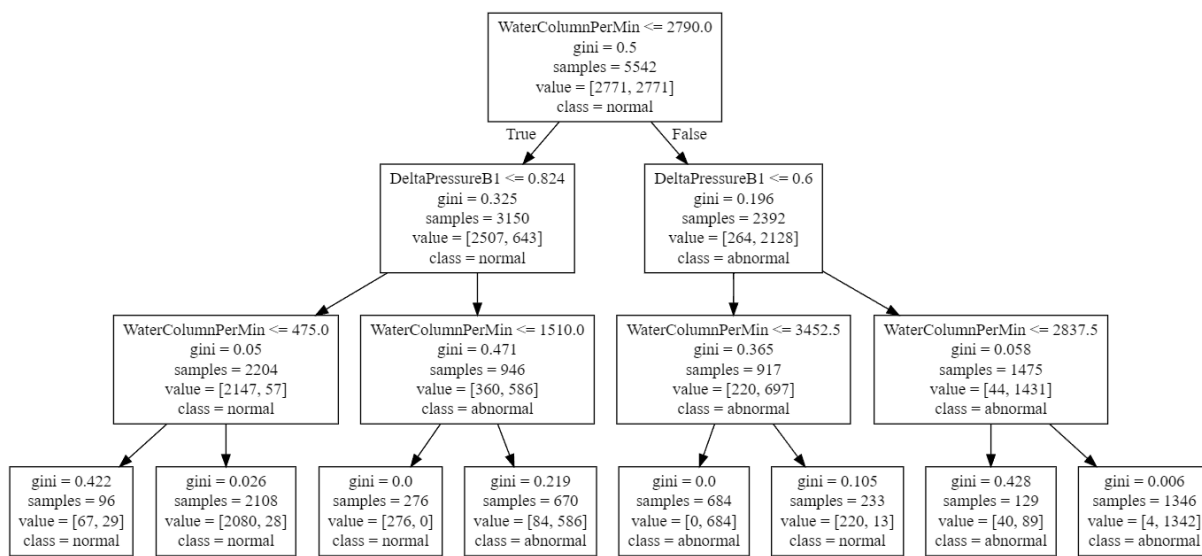 WaterColumnPerMin <= 2790.0
gini = 0.5
samples = 5542
value = [2771, 2771]
class = normal
True
False
DeltaPressureB1 <= 0.824
gini = 0.325
samples = 3150
value = [2507, 643]
class = normal
DeltaPressureB1 <= 0.6
gini = 0.196
samples = 2392
value = [264, 2128]
class = abnormal
WaterColumnPerMin <= 475.0
gini = 0.05
samples = 2204
value = [2147, 57]
class = normal
WaterColumnPerMin <= 1510.0
gini = 0.471
samples = 946
value = [360, 586]
class = abnormal
WaterColumnPerMin <= 3452.5
gini = 0.365
samples = 917
value = [220, 697]
class = abnormal
WaterColumnPerMin <= 2837.5
gini = 0.058
samples = 1475
value = [44, 1431]
class = abnormal
gini = 0.422
samples = 96
value = [67, 29]
class = normal
gini = 0.026
samples = 2108
value = [2080, 28]
class = normal
gini = 0.0
samples = 276
value = [276, 0]
class = normal
gini = 0.219
samples = 670
value = [84, 586]
class = abnormal
gini = 0.0
samples = 684
value = [0, 684]
class = abnormal
gini = 0.105
samples = 233
value = [220, 13]
class = normal
gini = 0.428
samples = 129
value = [40, 89]
class = abnormal
gini = 0.006
samples = 1346
value = [4, 1342]
class = abnormal